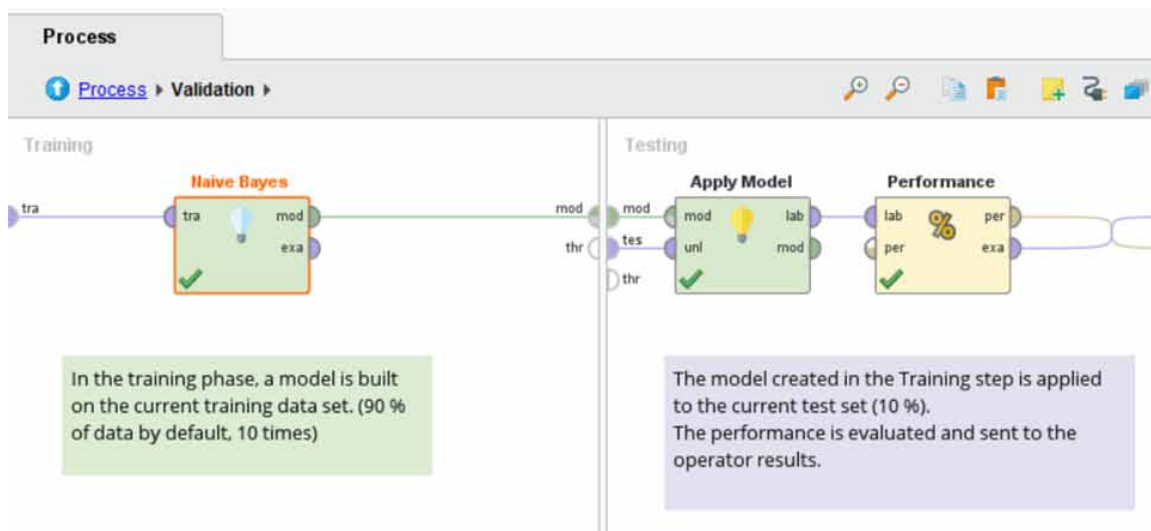 Process
Process ▸ Validation ▸
Training
Testing
Naive Bayes
Apply Model
Performance
tra
tra
mod
exa
mod
thr
mod
tes
thr
mod
unl
lab
mod
lab
per
%
per
exa
In the training phase, a model is built
on the current training data set. (90 %
of data by default, 10 times)
The model created in the Training step is applied
to the current test set (10 %).
The performance is evaluated and sent to the
operator results.